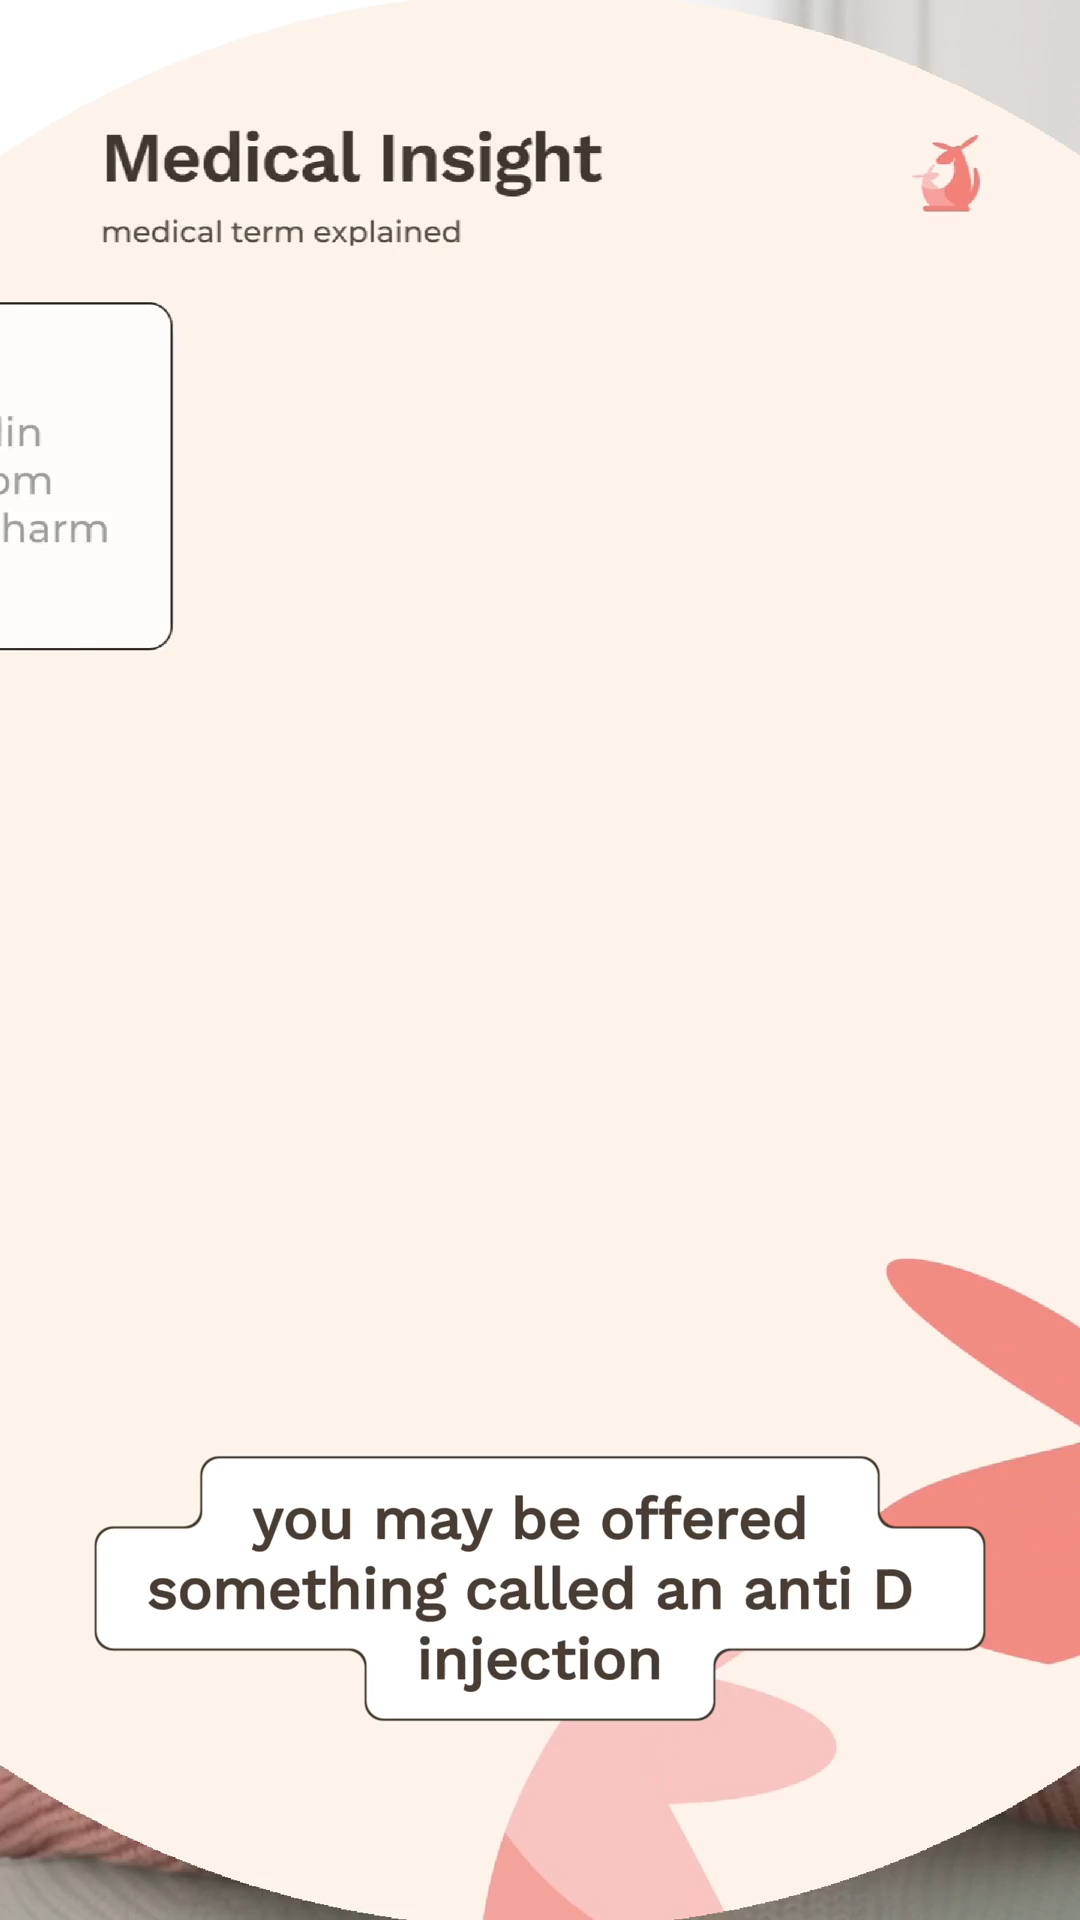 Medical Insight
medical term explained
harm
you may be offered
something called an anti D
injection